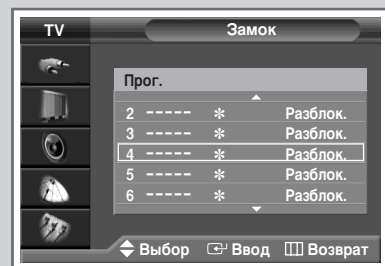 TV Замок
Прог.
2 ----- ✻ Разблок.
3 ----- ✻ Разблок.
4 ----- ✻ Разблок.
5 ----- ✻ Разблок.
6 ----- ✻ Разблок.
Выбор Ввод Возврат